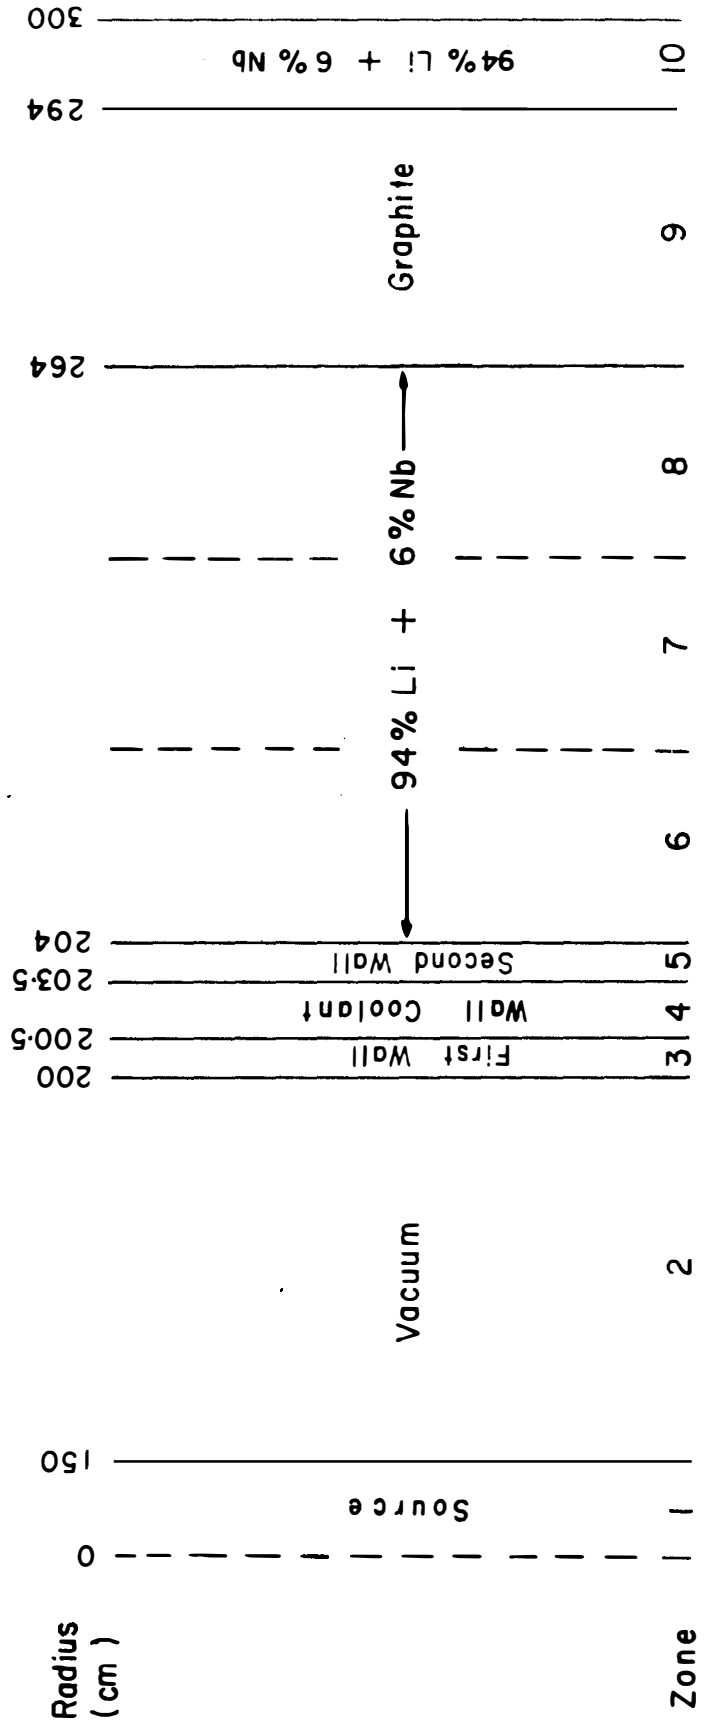 Radius
(cm)
0
150
200
200·5
203·5
204
264
294
300
Source
Vacuum
First Wall
Wall Coolant
Second Wall
94% Li + 6% Nb
Graphite
94% Li + 6% Nb
Zone
1
2
3
4
5
6
7
8
9
10